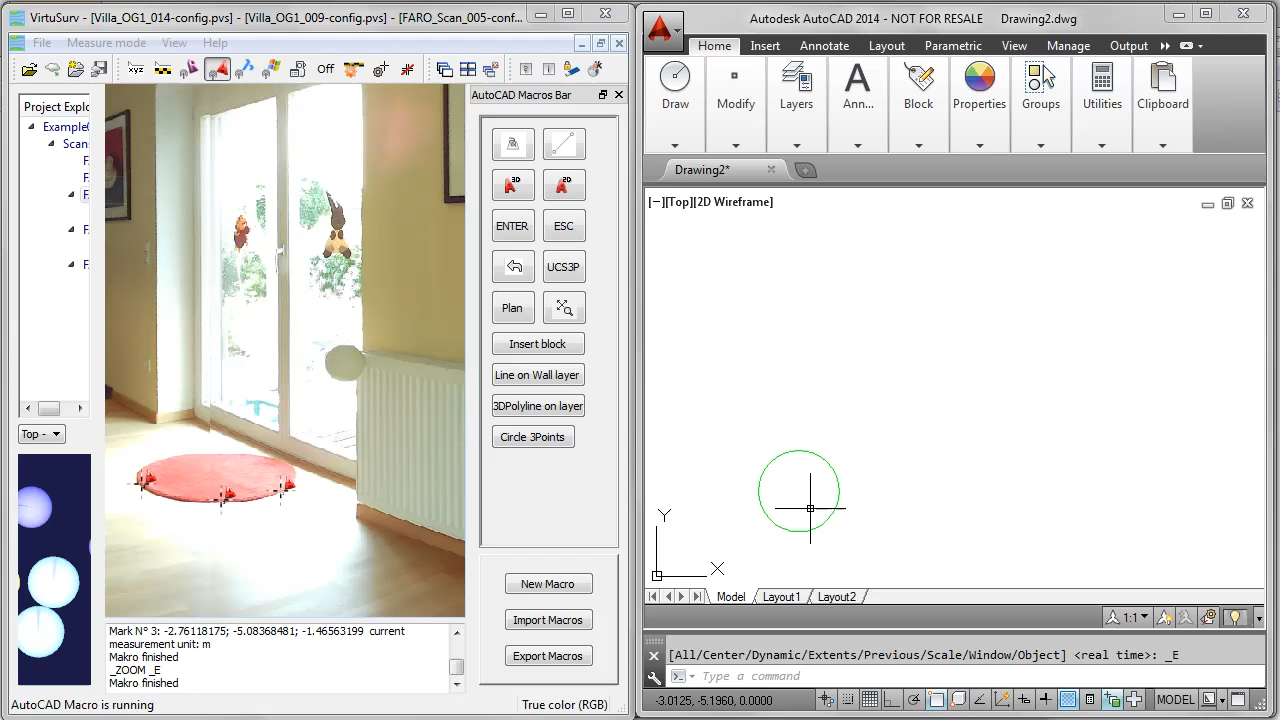 VirtuSurv - [Villa_OG1_014-config.pvs] - [Villa_OG1_009-config.pvs] - [FARO_Scan_005-conf...
File Measure mode View Help
xyz Off
Project Explo
Example0
Scan
F.
F.
F
F.
F.
Top -
AutoCAD Macros Bar
3D 2D
ENTER ESC
UCS3P
Plan
Insert block
Line on Wall layer
3DPolyline on layer
Circle 3Points
New Macro
Import Macros
Export Macros
Mark N° 3: -2.76118175; -5.08368481; -1.46563199 current
measurement unit: m
Makro finished
_ZOOM _E
Makro finished
AutoCAD Macro is running
True color (RGB)
Autodesk AutoCAD 2014 - NOT FOR RESALE Drawing2.dwg
Home Insert Annotate Layout Parametric View Manage Output
Draw Modify Layers Ann... Block Properties Groups Utilities Clipboard
Drawing2*
[−][Top][2D Wireframe]
Y
X
Model Layout1 Layout2
1:1
[All/Center/Dynamic/Extents/Previous/Scale/Window/Object] <real time>: _E
Type a command
-3.0125, -5.1960, 0.0000
MODEL